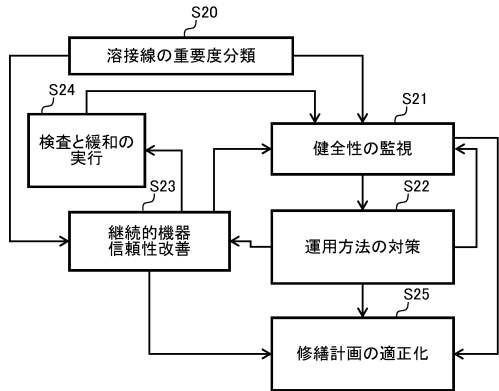 S20
溶接線の重要度分類
S24
検査と緩和の
実行
S21
健全性の監視
S23
継続的機器
信頼性改善
S22
運用方法の対策
S25
修繕計画の適正化